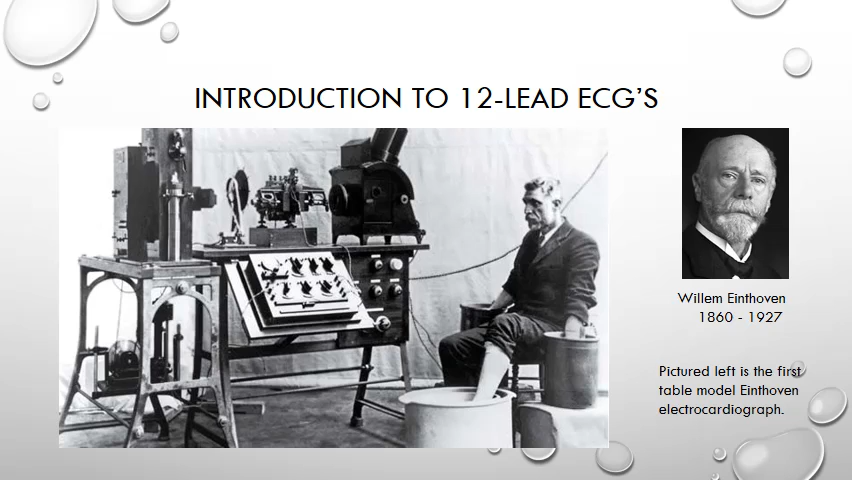 INTRODUCTION TO 12-LEAD ECG'S
Willem Einthoven
1860 - 1927
Pictured left is the first
table model Einthoven
electrocardiograph.